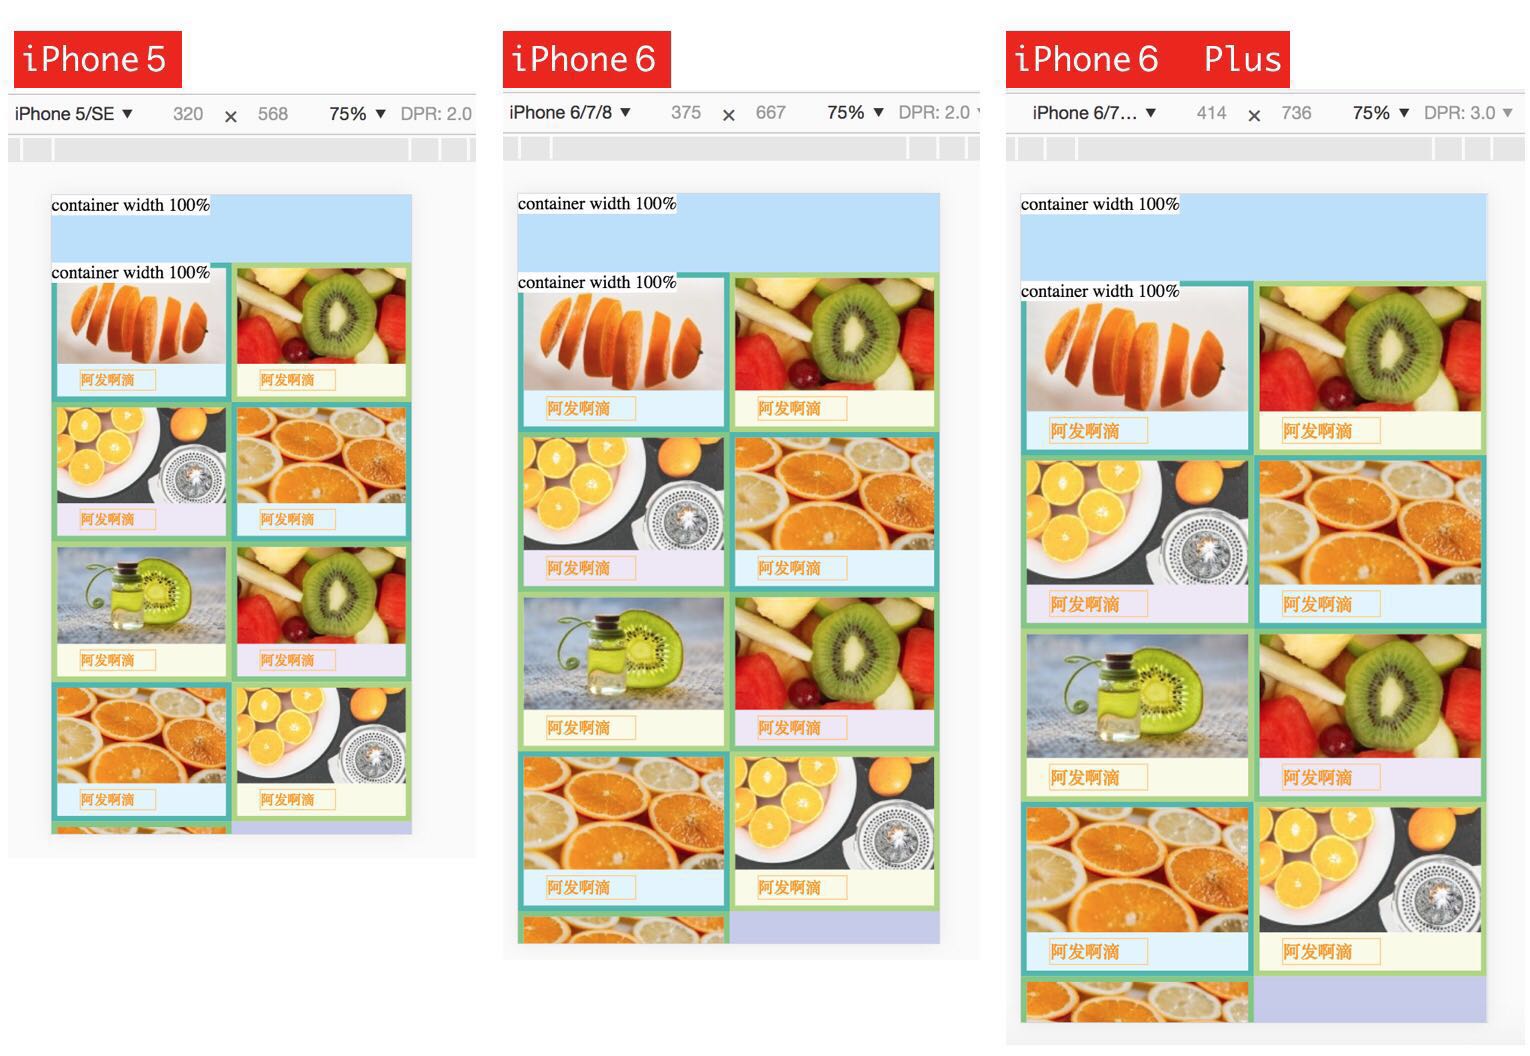 iPhone 5
iPhone 5/SE ▼ 320 × 568 75% ▼ DPR: 2.0
container width 100%
container width 100%
阿发啊滴
阿发啊滴
阿发啊滴
阿发啊滴
阿发啊滴
阿发啊滴
阿发啊滴
阿发啊滴
iPhone 6
iPhone 6/7/8 ▼ 375 × 667 75% ▼ DPR: 2.0
container width 100%
container width 100%
阿发啊滴
阿发啊滴
阿发啊滴
阿发啊滴
阿发啊滴
阿发啊滴
阿发啊滴
阿发啊滴
iPhone 6 Plus
iPhone 6/7... ▼ 414 × 736 75% ▼ DPR: 3.0 ▼
container width 100%
container width 100%
阿发啊滴
阿发啊滴
阿发啊滴
阿发啊滴
阿发啊滴
阿发啊滴
阿发啊滴
阿发啊滴